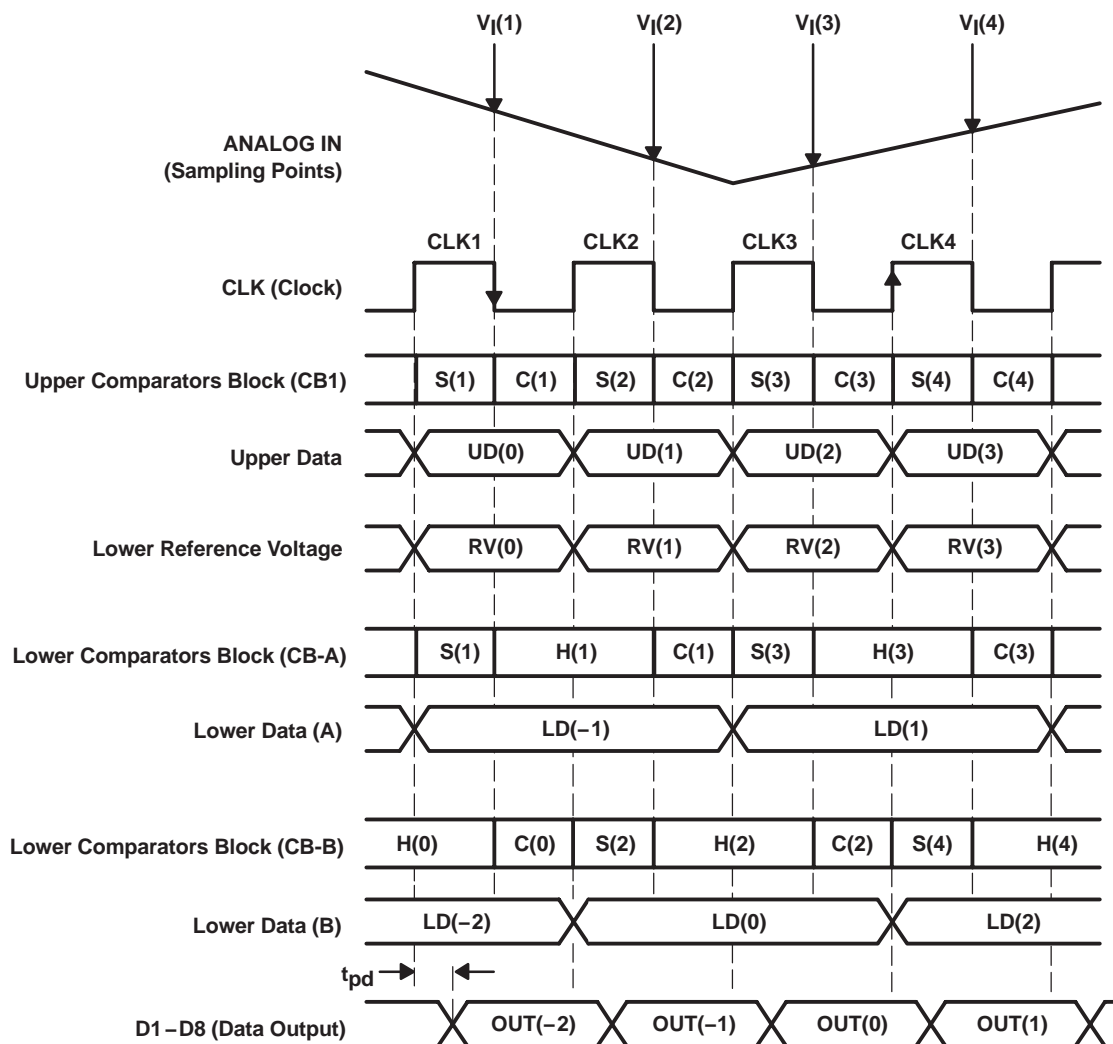 VI(1) VI(2) VI(3) VI(4)
ANALOG IN
(Sampling Points)
CLK1 CLK2 CLK3 CLK4
CLK (Clock)
Upper Comparators Block (CB1) S(1) C(1) S(2) C(2) S(3) C(3) S(4) C(4)
Upper Data UD(0) UD(1) UD(2) UD(3)
Lower Reference Voltage RV(0) RV(1) RV(2) RV(3)
Lower Comparators Block (CB-A) S(1) H(1) C(1) S(3) H(3) C(3)
Lower Data (A) LD(−1) LD(1)
Lower Comparators Block (CB-B) H(0) C(0) S(2) H(2) C(2) S(4) H(4)
Lower Data (B) LD(−2) LD(0) LD(2)
tpd
D1−D8 (Data Output) OUT(−2) OUT(−1) OUT(0) OUT(1)